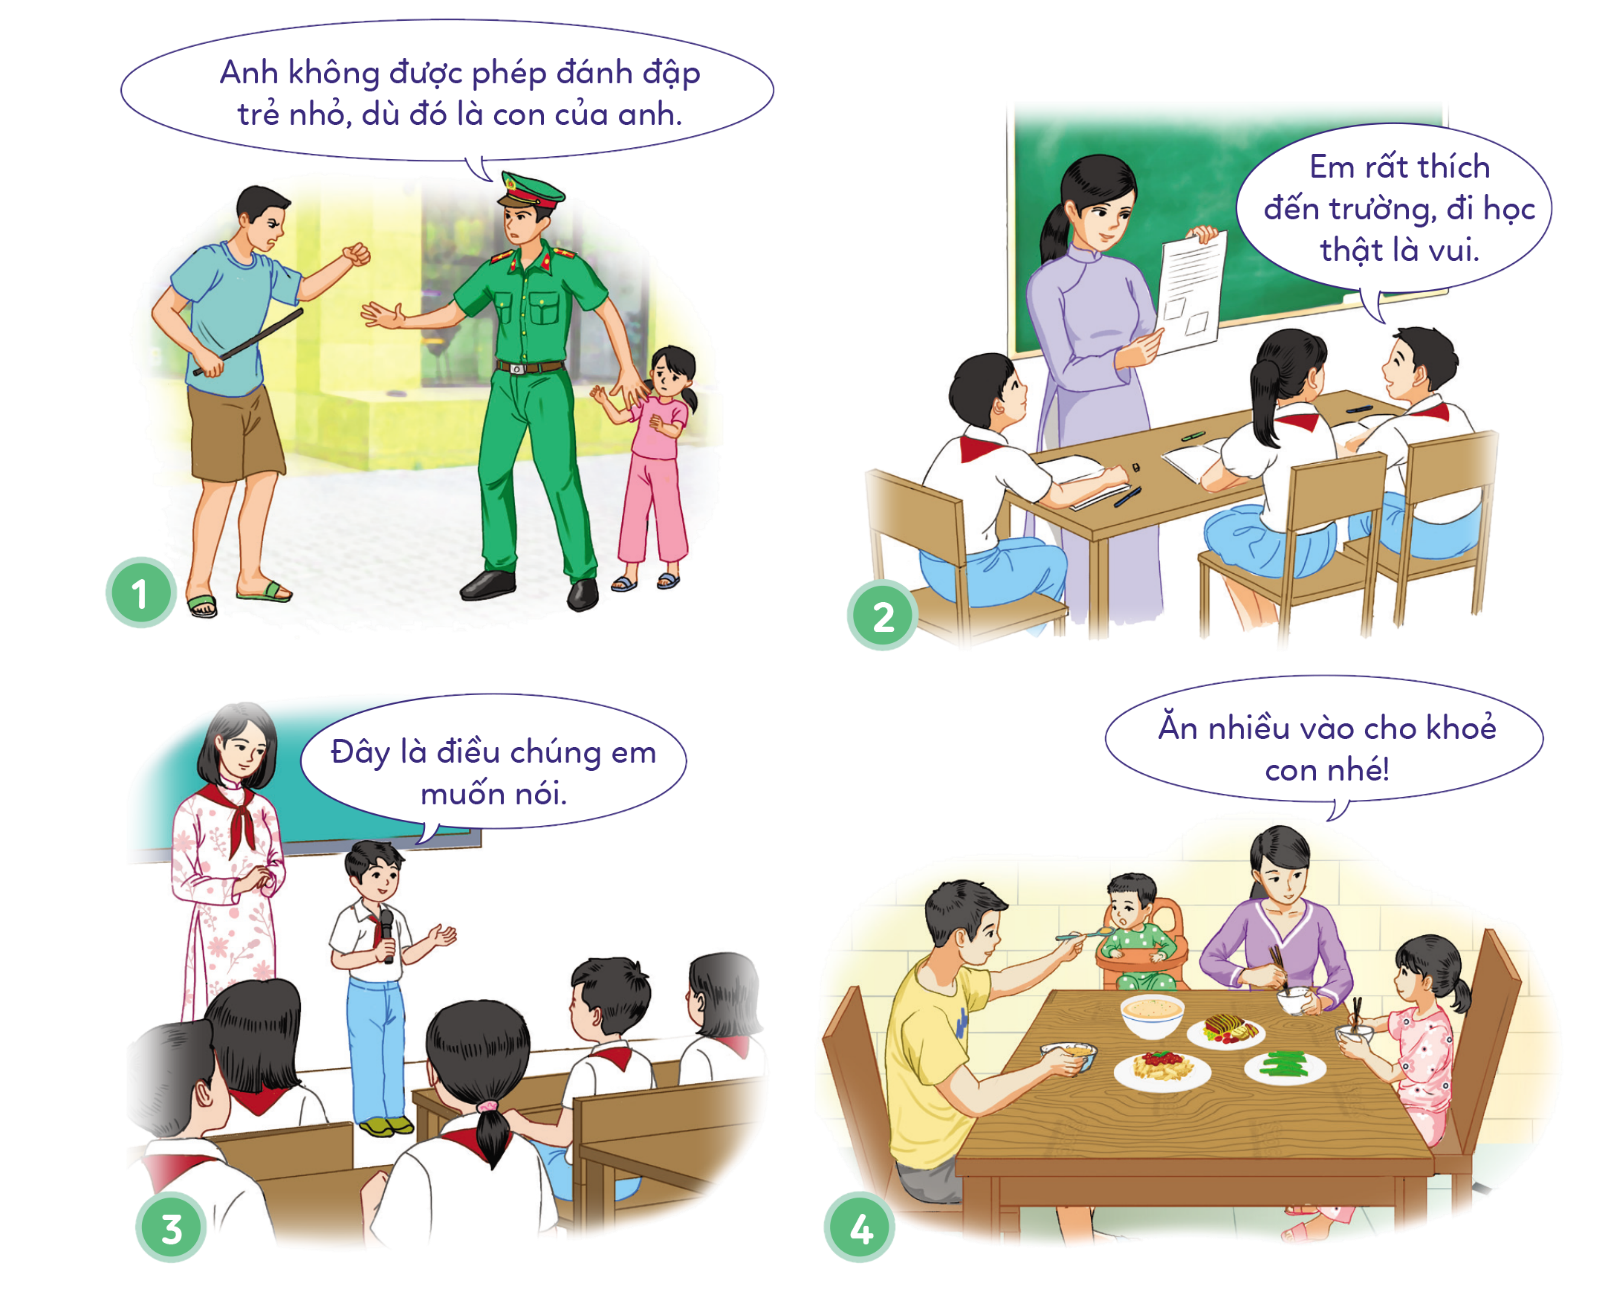 Anh không được phép đánh đập
trẻ nhỏ, dù đó là con của anh.
1
Em rất thích
đến trường, đi học
thật là vui.
2
Đây là điều chúng em
muốn nói.
3
Ăn nhiều vào cho khoẻ
con nhé!
4